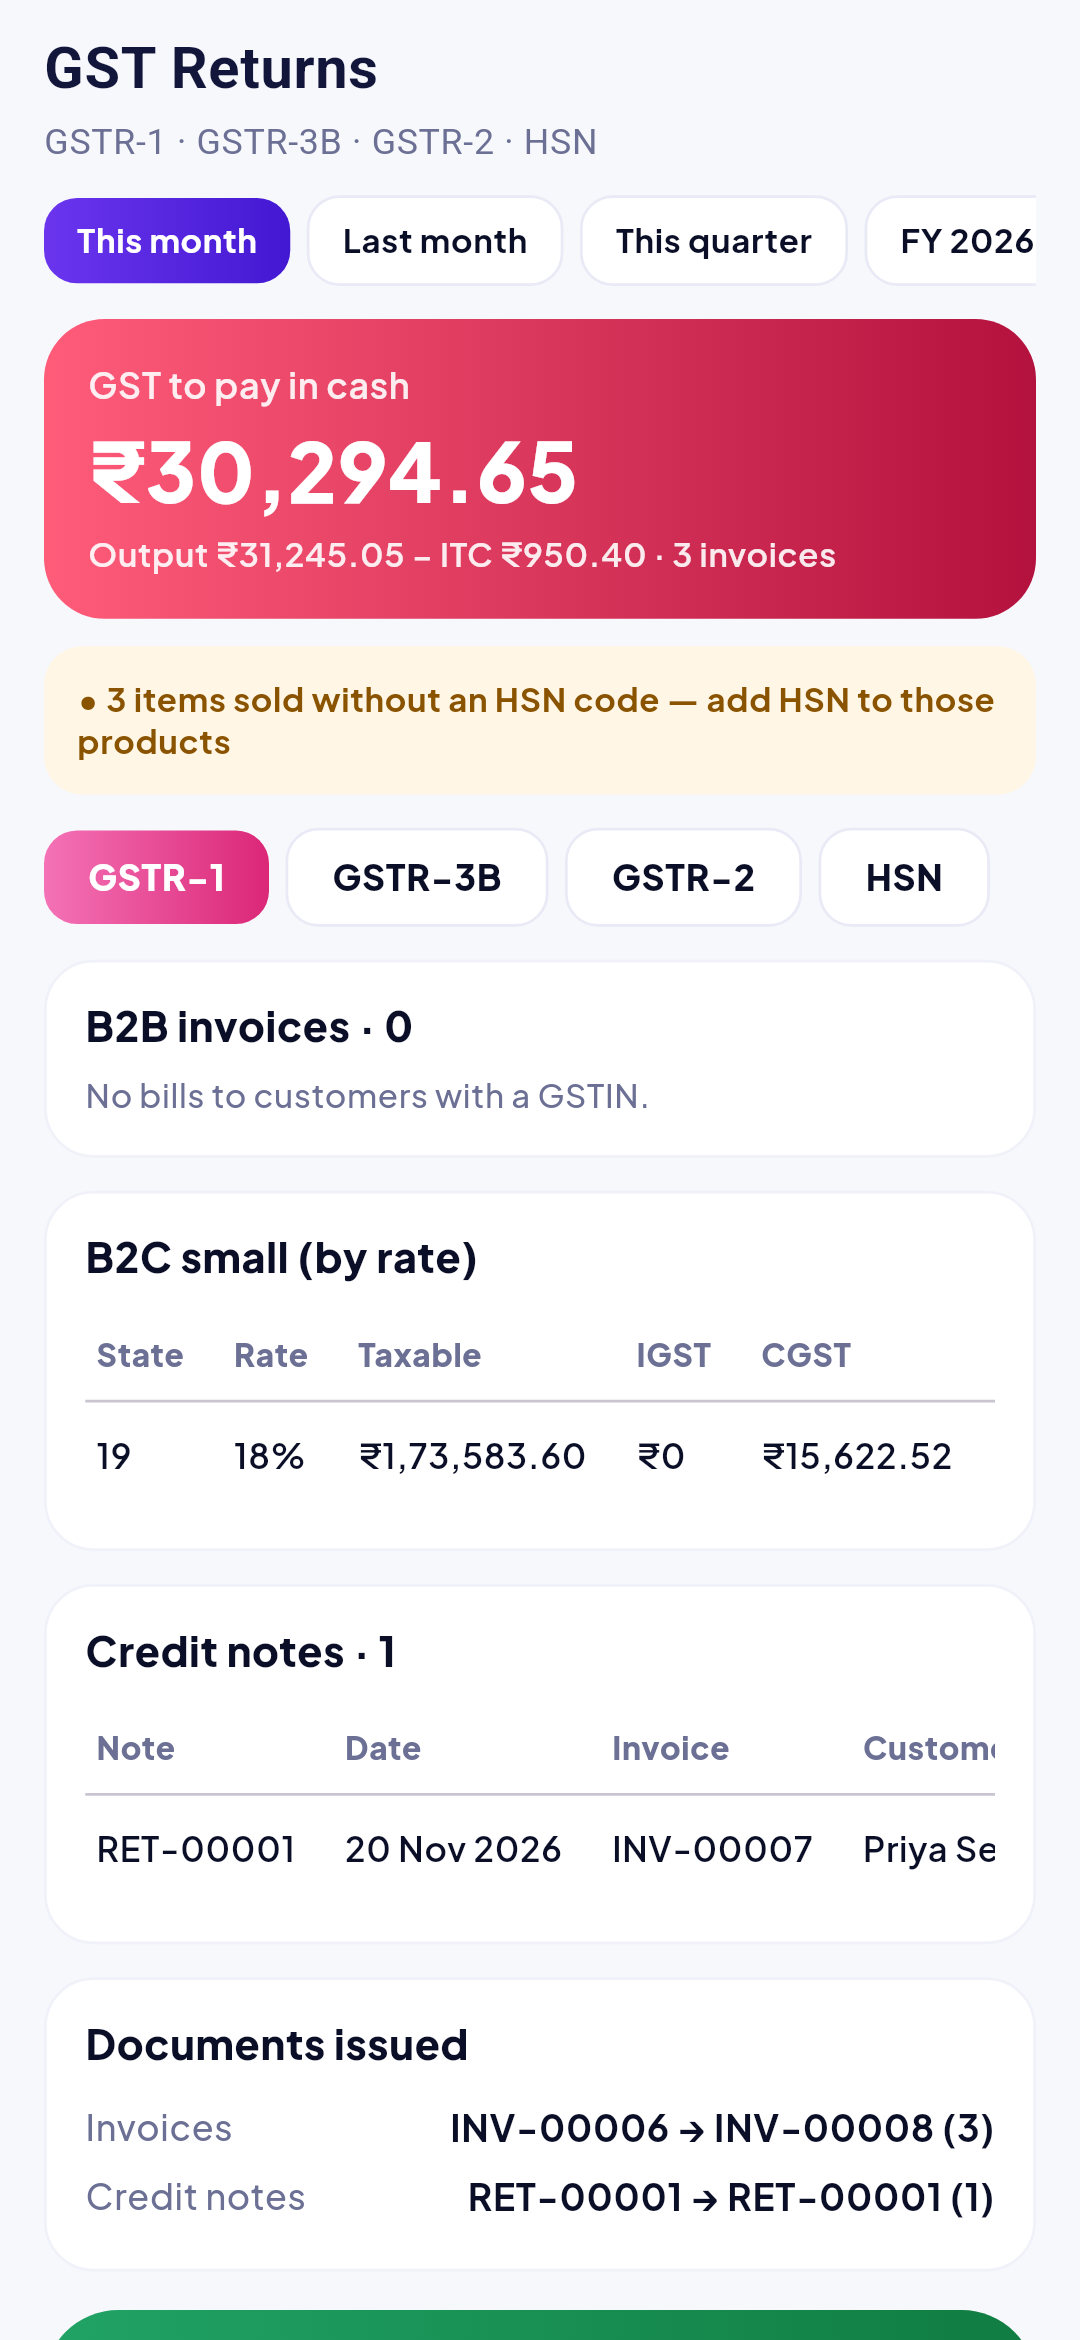 GST Returns
GSTR-1 · GSTR-3B · GSTR-2 · HSN
This month Last month This quarter FY 2026
GST to pay in cash
₹30,294.65
Output ₹31,245.05 – ITC ₹950.40 · 3 invoices
● 3 items sold without an HSN code — add HSN to those
products
GSTR-1 GSTR-3B GSTR-2 HSN
B2B invoices · 0
No bills to customers with a GSTIN.
B2C small (by rate)
State Rate Taxable IGST CGST
19 18% ₹1,73,583.60 ₹0 ₹15,622.52
Credit notes · 1
Note Date Invoice
RET-00001 20 Nov 2026 INV-00007 Priya
Documents issued
Invoices INV-00006 → INV-00008 (3)
Credit notes RET-00001 → RET-00001 (1)